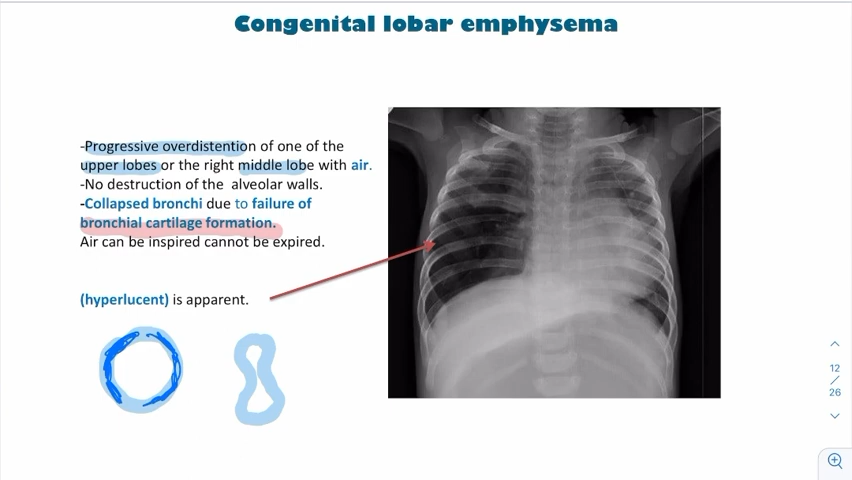 Congenital lobar emphysema
-Progressive overdistention of one of the
upper lobes or the right middle lobe with air.
-No destruction of the alveolar walls.
-Collapsed bronchi due to failure of
bronchial cartilage formation.
Air can be inspired cannot be expired.
(hyperlucent) is apparent.
12
/
26